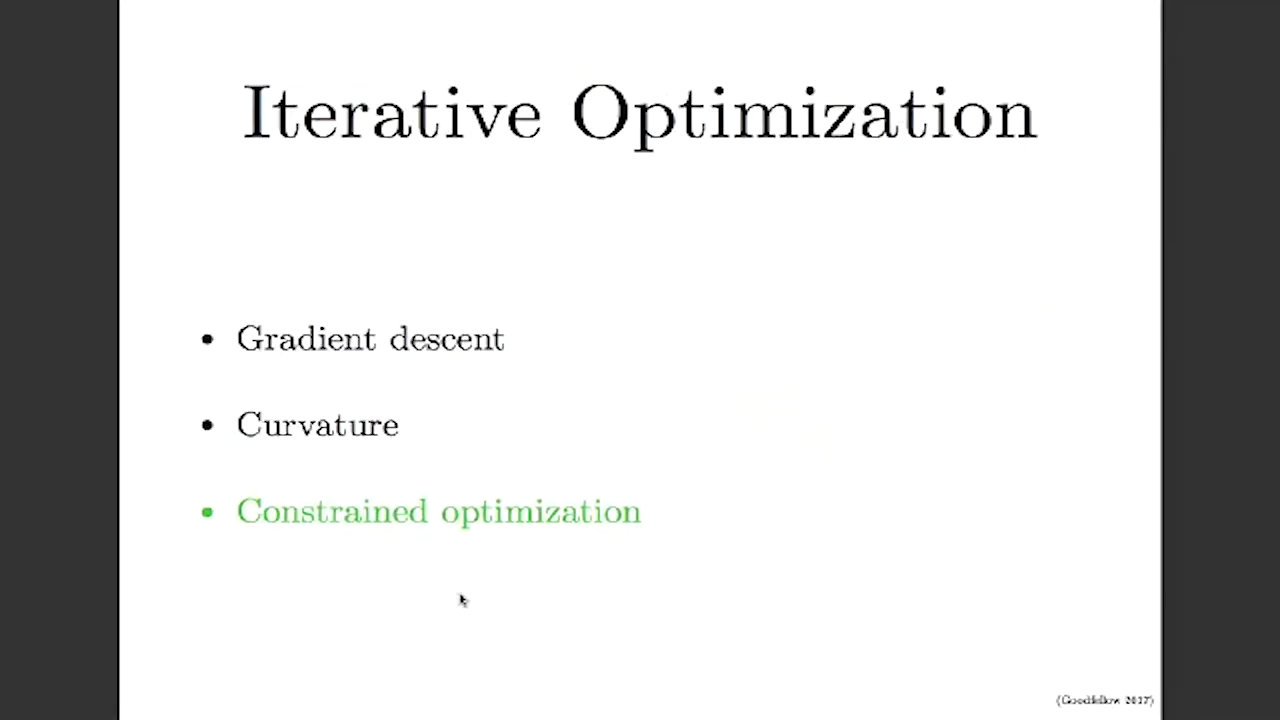 Iterative Optimization
• Gradient descent
• Curvature
• Constrained optimization
(Goodfellow 2017)